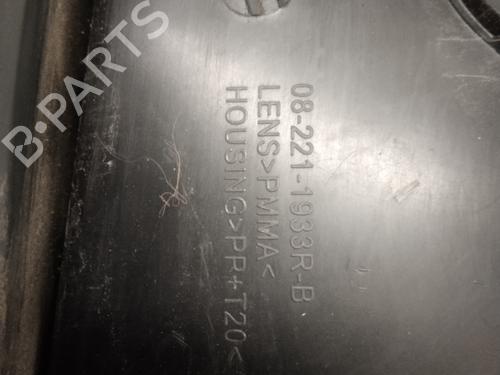 B-PARTS
08-221-1933R-B
LENS>PMMA<
HOUSING>PP+T20<